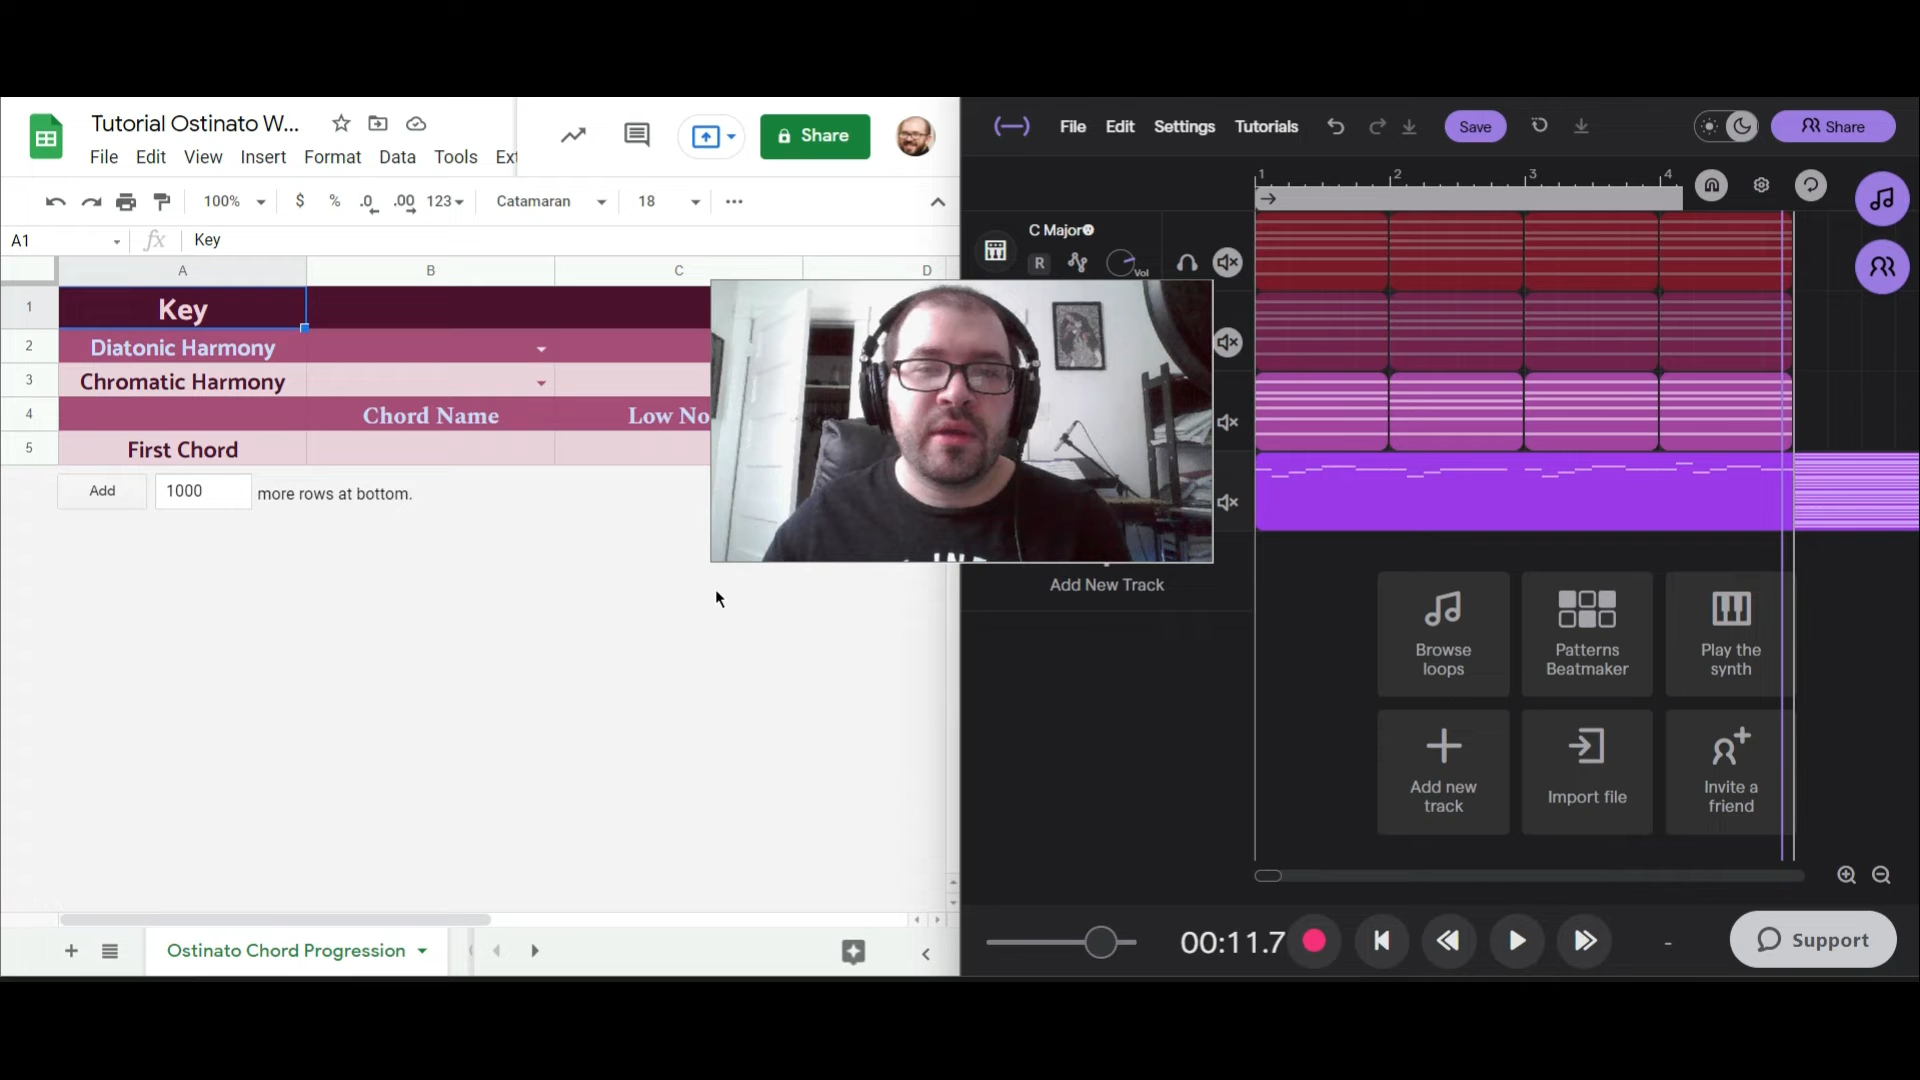 Tutorial Ostinato W...
File Edit View Insert Format Data Tools Ext
Share
100% $ % .0 .00 123 Catamaran 18 ...
A1 fx Key
A B C D
1 Key
2 Diatonic Harmony
3 Chromatic Harmony
4 Chord Name Low No
5 First Chord
Add 1000 more rows at bottom.
+ Ostinato Chord Progression
File Edit Settings Tutorials Save Share
1 2 3 4
C Major
R Vol
Add New Track
Browse loops
Patterns Beatmaker
Play the synth
Add new track
Import file
Invite a friend
00:11.7 - Support